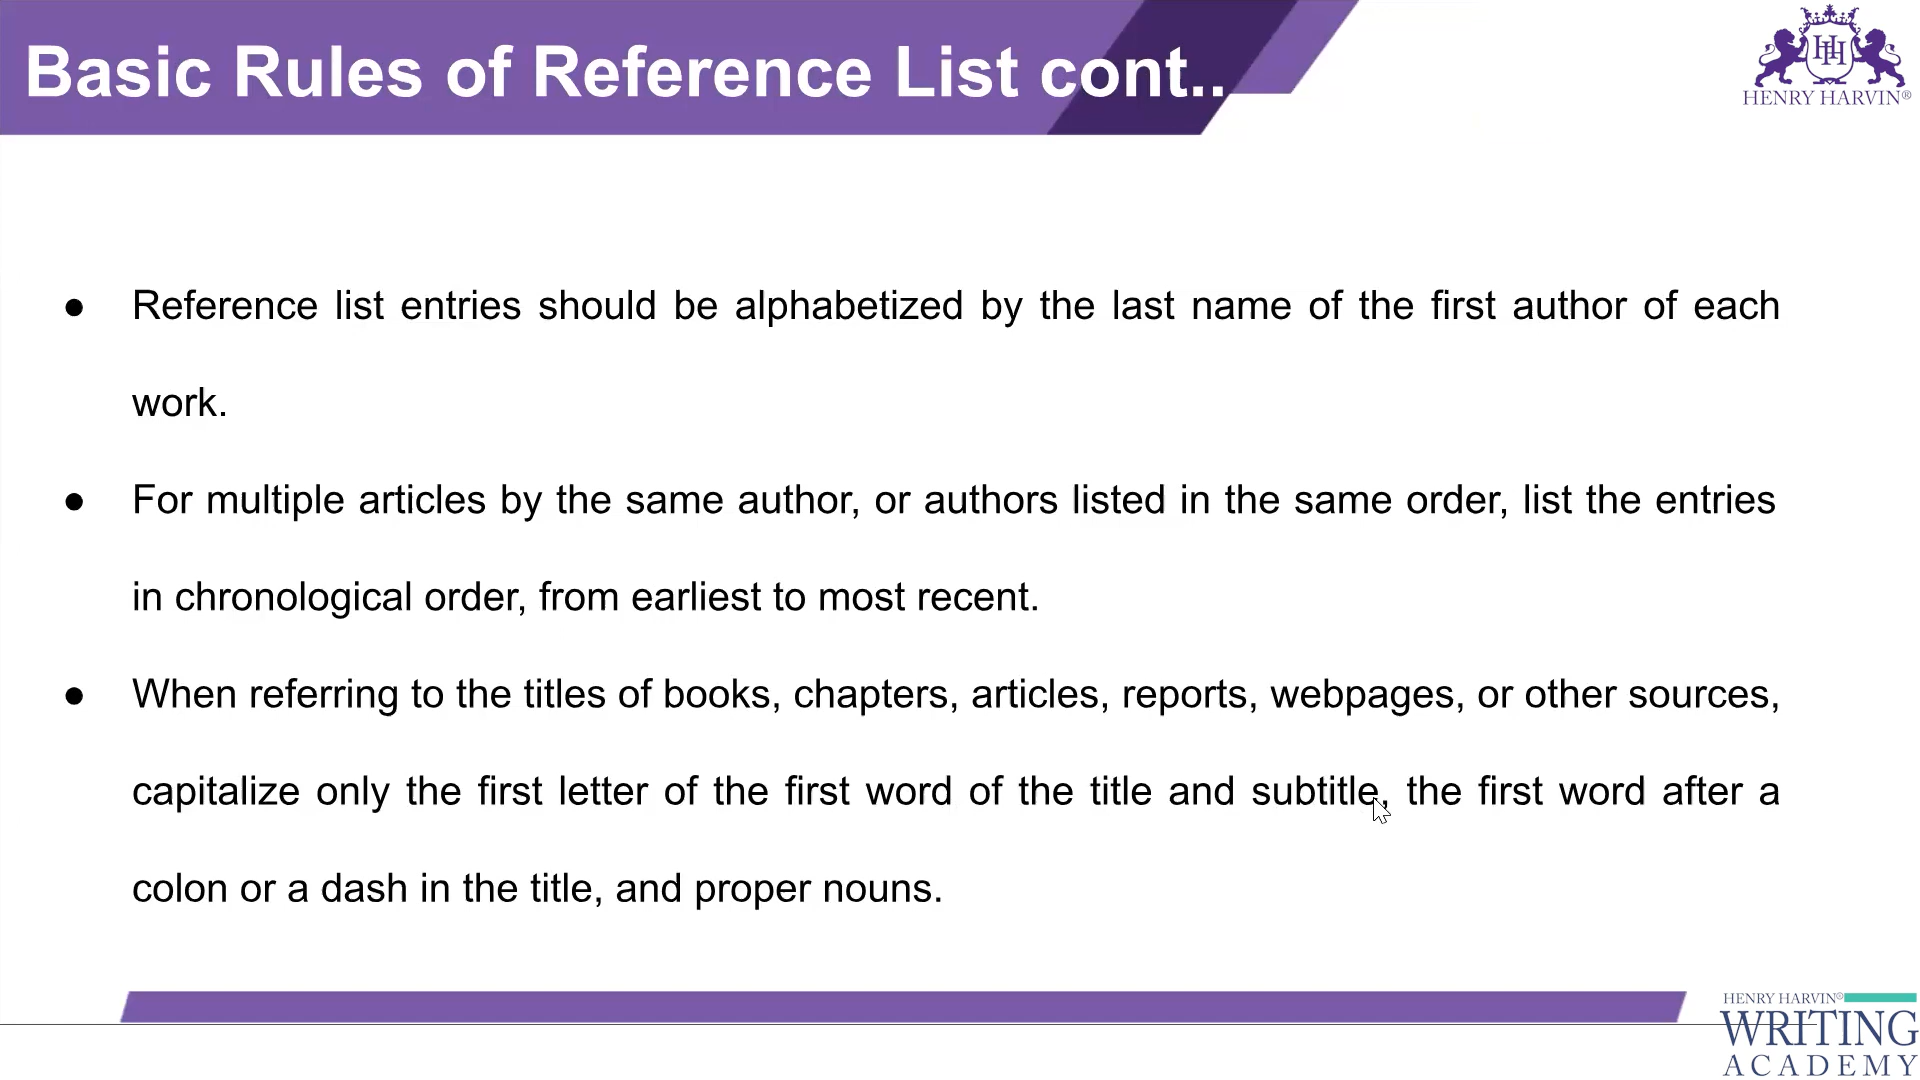 Basic Rules of Reference List cont..
HENRY HARVIN®
● Reference list entries should be alphabetized by the last name of the first author of each
work.
● For multiple articles by the same author, or authors listed in the same order, list the entries
in chronological order, from earliest to most recent.
● When referring to the titles of books, chapters, articles, reports, webpages, or other sources,
capitalize only the first letter of the first word of the title and subtitle, the first word after a
colon or a dash in the title, and proper nouns.
HENRY HARVIN®
WRITING
ACADEMY